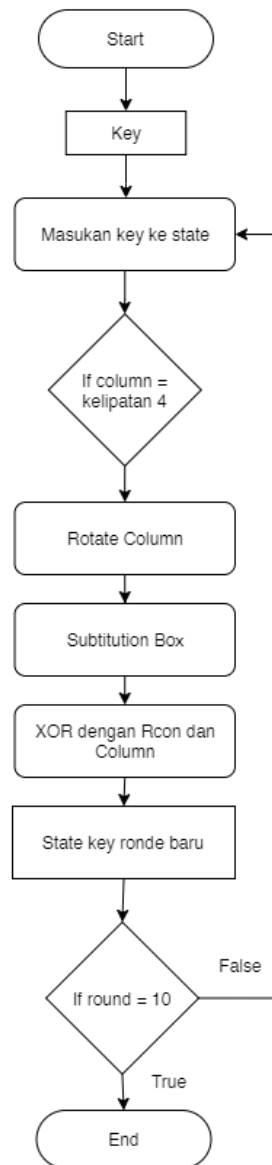 Start
Key
Masukan key ke state
If column =
kelipatan 4
Rotate Column
Subtitution Box
XOR dengan Rcon dan
Column
State key ronde baru
If round = 10
False
True
End